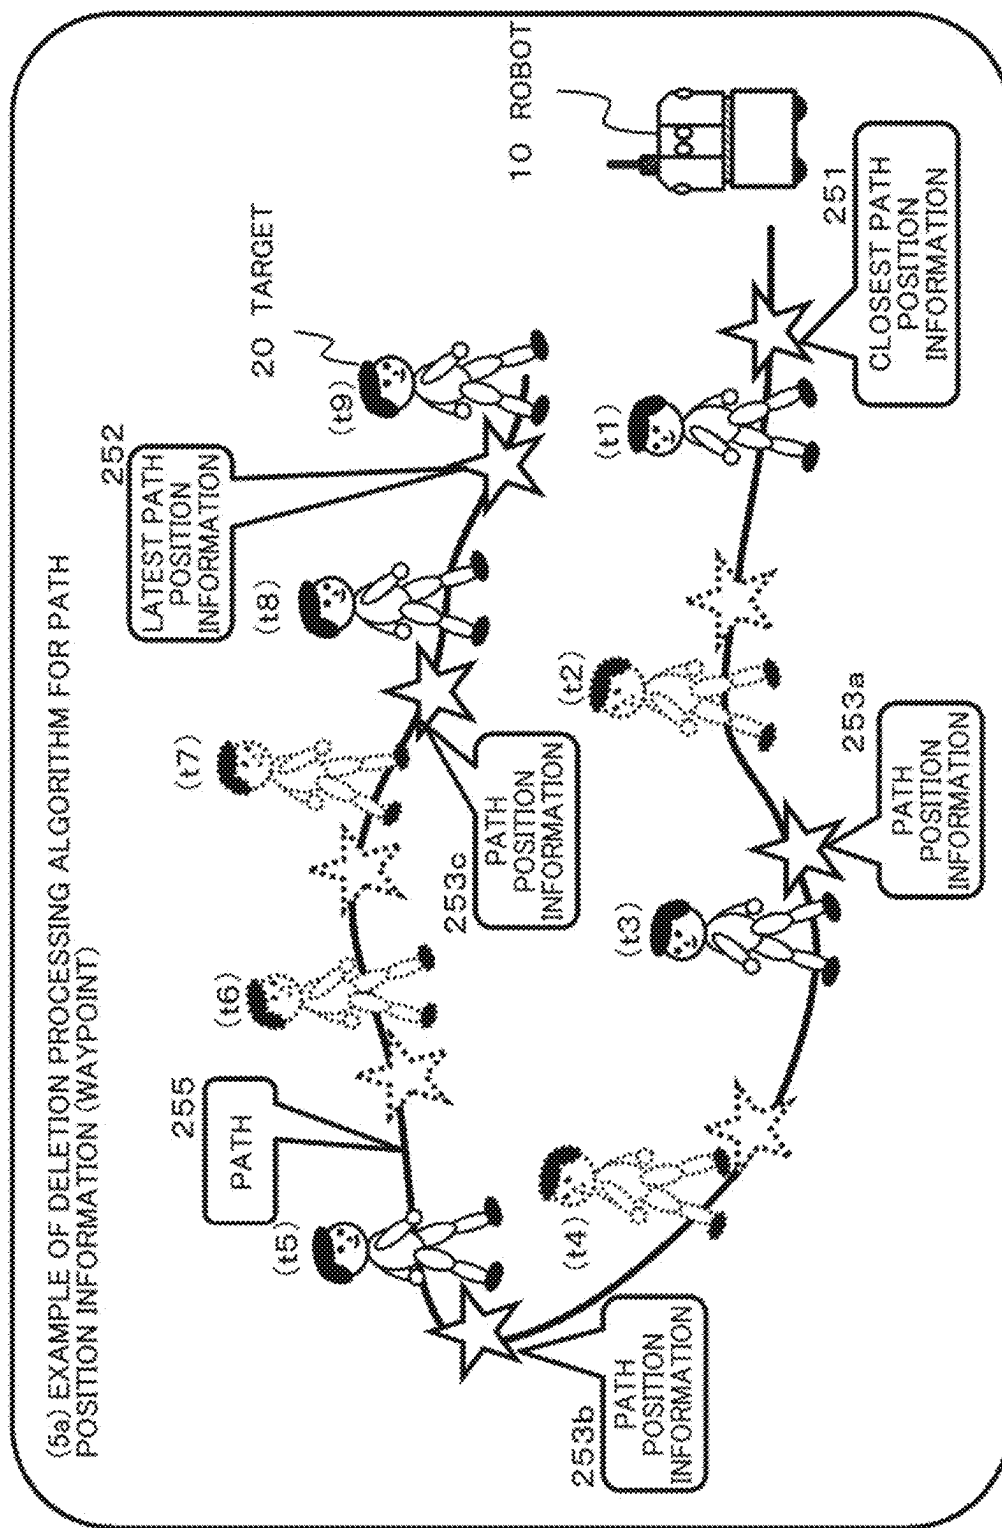 (5a) EXAMPLE OF DELETION PROCESSING ALGORITHM FOR PATH
POSITION INFORMATION (WAYPOINT)
252
LATEST PATH
POSITION
INFORMATION
20 TARGET
255
PATH
(t5)
(t6)
(t7)
(t8)
(t9)
253c
PATH
POSITION
INFORMATION
10 ROBOT
253b
PATH
POSITION
INFORMATION
(t4)
(t3)
(t2)
(t1)
253a
PATH
POSITION
INFORMATION
251
CLOSEST PATH
POSITION
INFORMATION